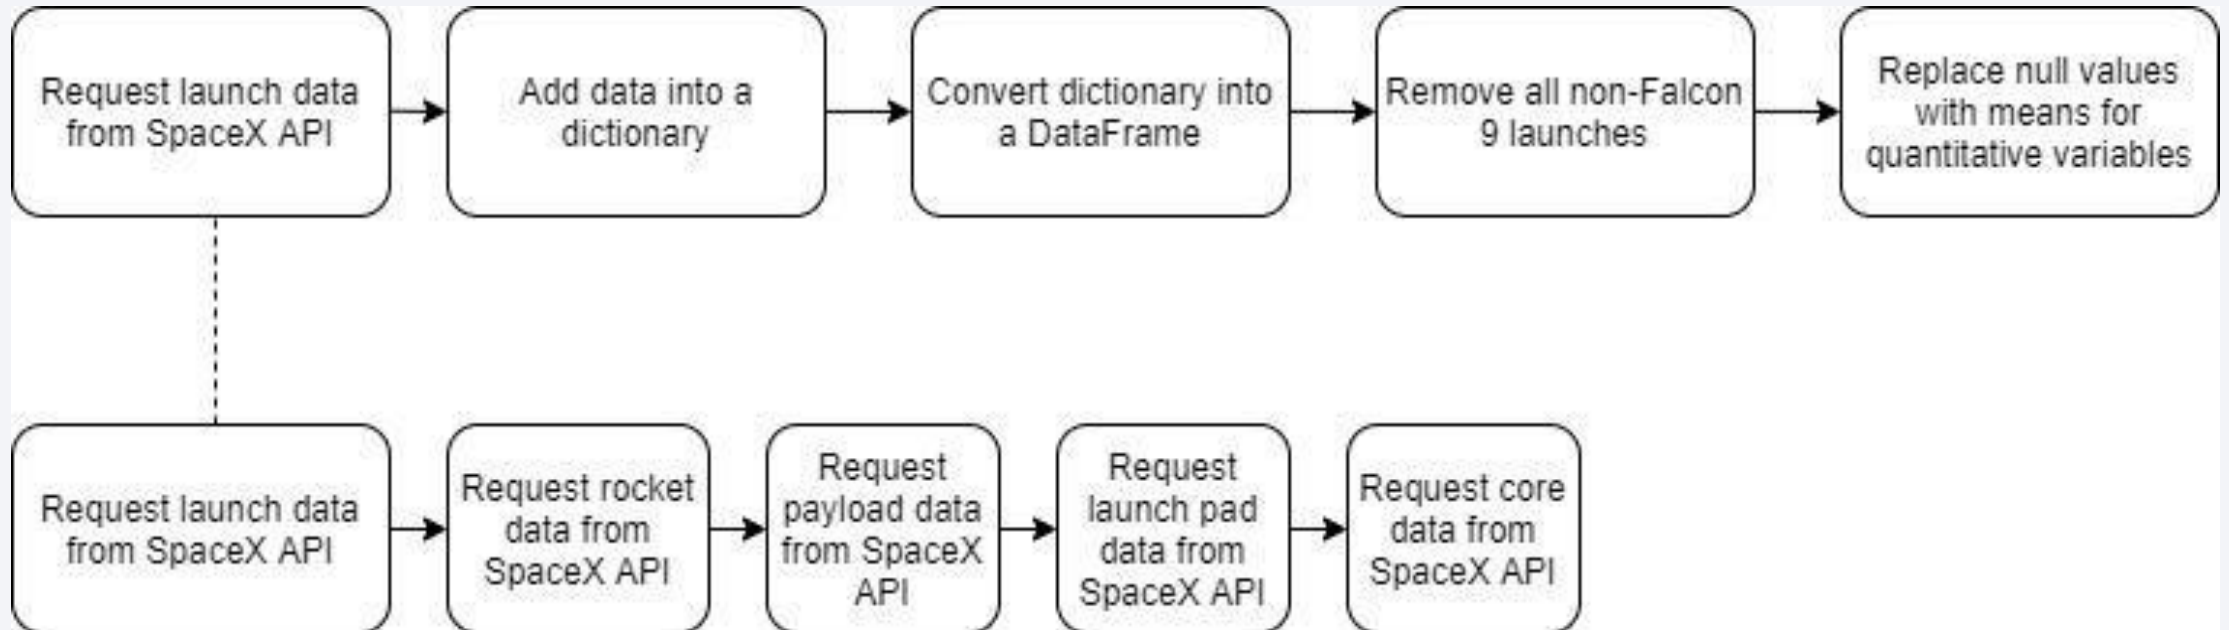 Request launch data
from SpaceX API
Add data into a
dictionary
Convert dictionary into
a DataFrame
Remove all non-Falcon
9 launches
Replace null values
with means for
quantitative variables
Request launch data
from SpaceX API
Request rocket
data from
SpaceX API
Request
payload data
from SpaceX
API
Request
launch pad
data from
SpaceX API
Request core
data from
SpaceX API